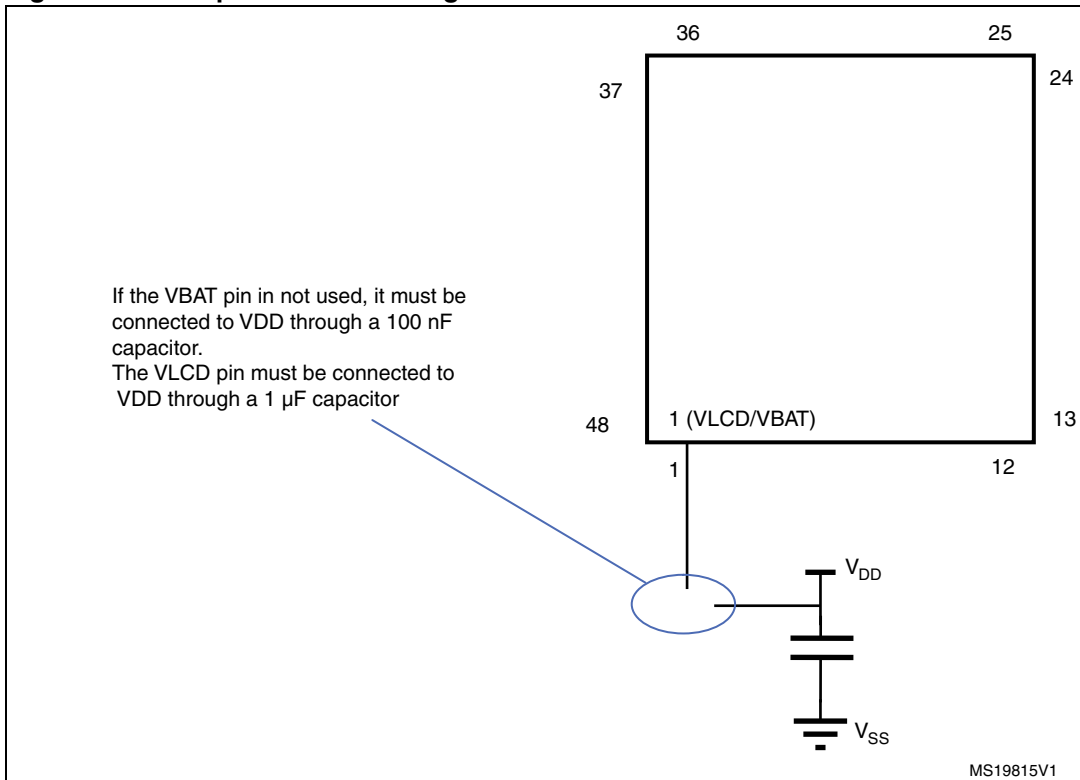 36 25
37 24
If the VBAT pin in not used, it must be
connected to VDD through a 100 nF
capacitor.
The VLCD pin must be connected to
VDD through a 1 µF capacitor
48 1 (VLCD/VBAT) 13
1 12
VDD
VSS
MS19815V1